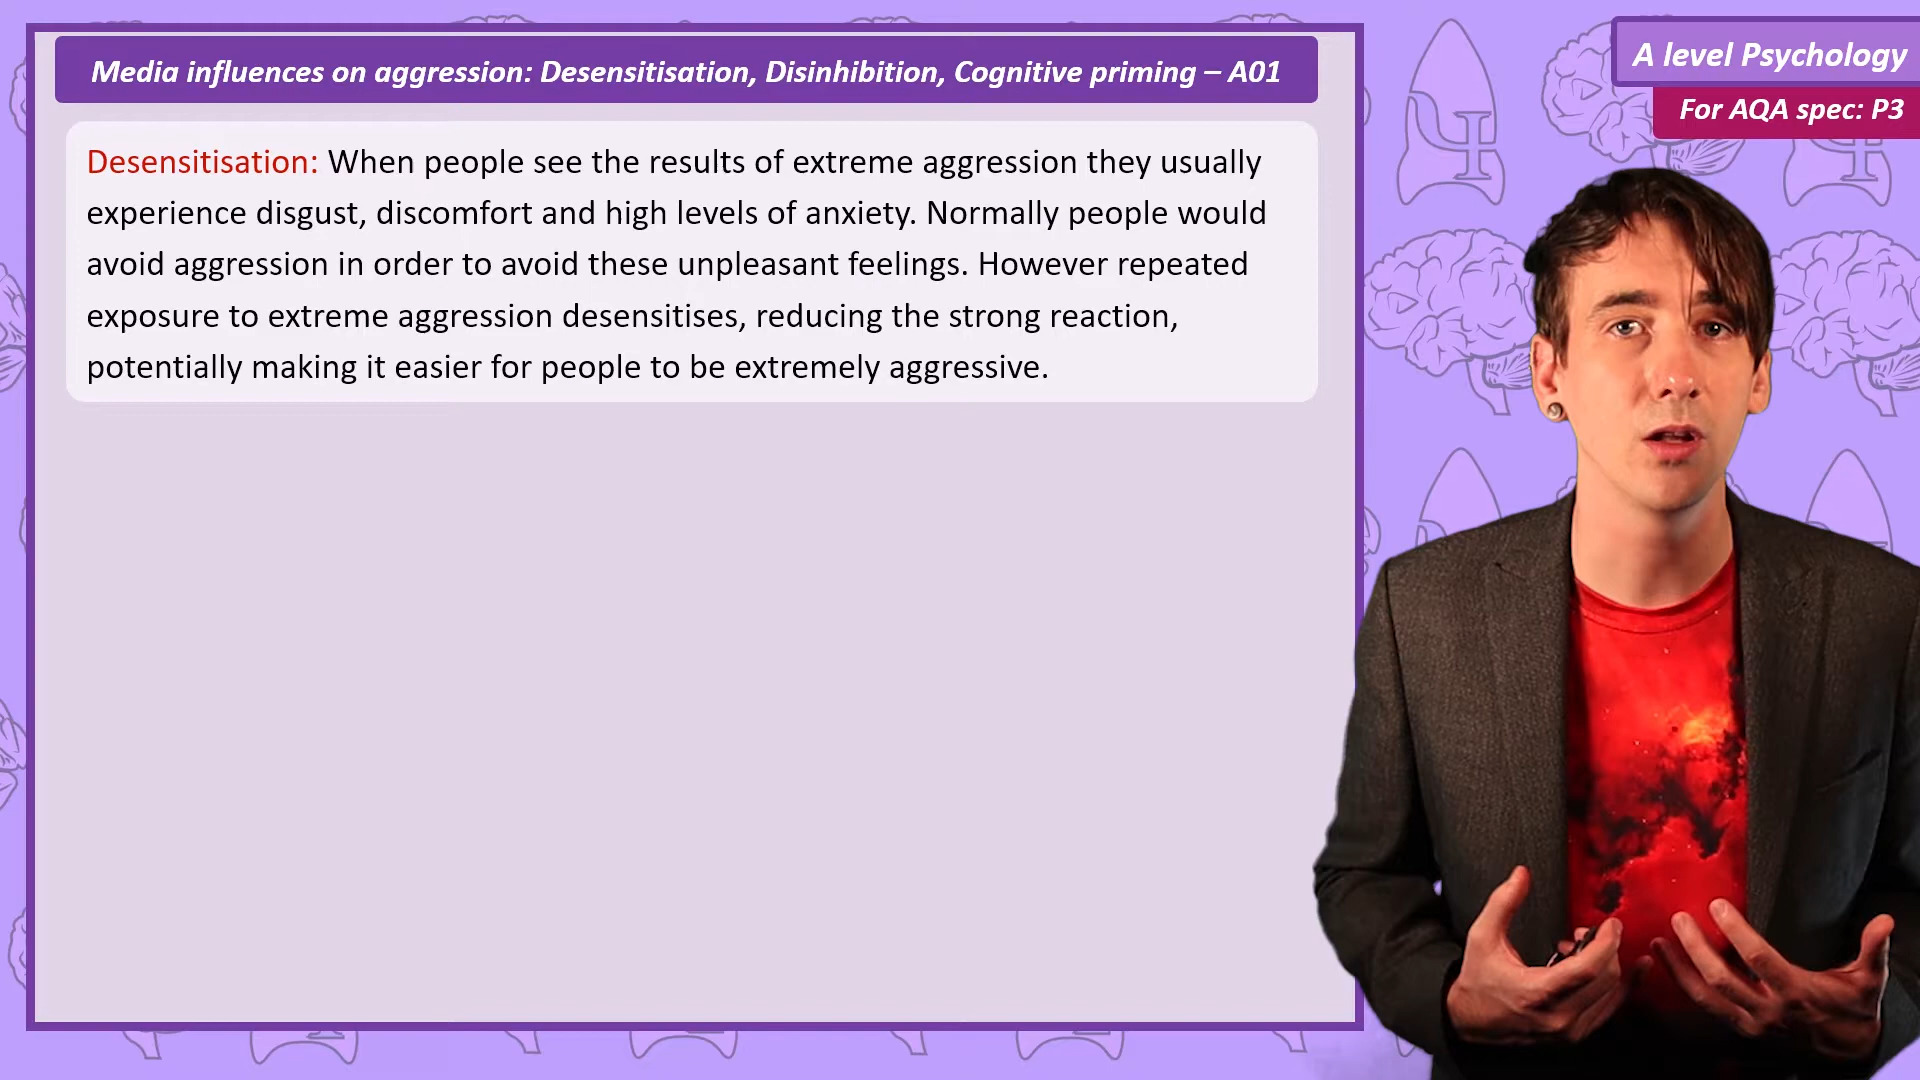 Media influences on aggression: Desensitisation, Disinhibition, Cognitive priming – A01
A level Psychology
For AQA spec: P3
Desensitisation: When people see the results of extreme aggression they usually
experience disgust, discomfort and high levels of anxiety. Normally people would
avoid aggression in order to avoid these unpleasant feelings. However repeated
exposure to extreme aggression desensitises, reducing the strong reaction,
potentially making it easier for people to be extremely aggressive.